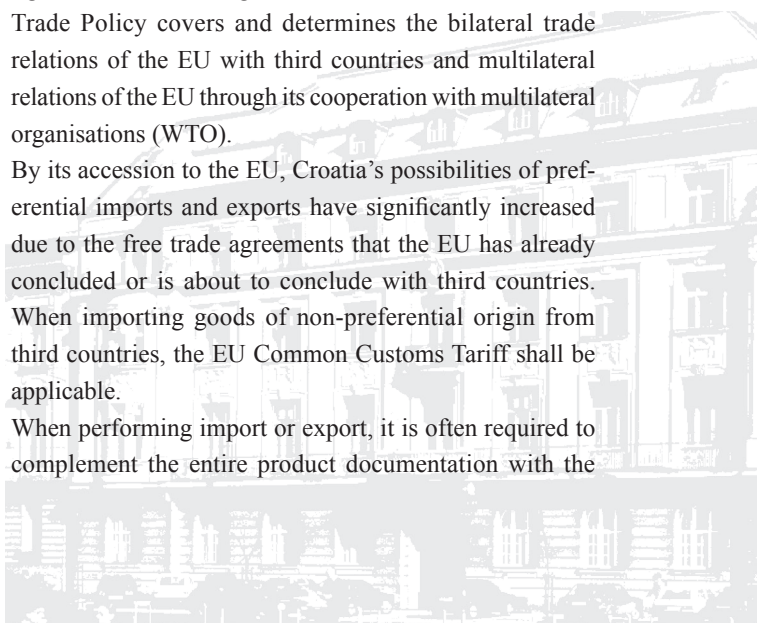 Trade Policy covers and determines the bilateral trade
relations of the EU with third countries and multilateral
relations of the EU through its cooperation with multilateral
organisations (WTO).
By its accession to the EU, Croatia’s possibilities of pref-
erential imports and exports have significantly increased
due to the free trade agreements that the EU has already
concluded or is about to conclude with third countries.
When importing goods of non-preferential origin from
third countries, the EU Common Customs Tariff shall be
applicable.
When performing import or export, it is often required to
complement the entire product documentation with the